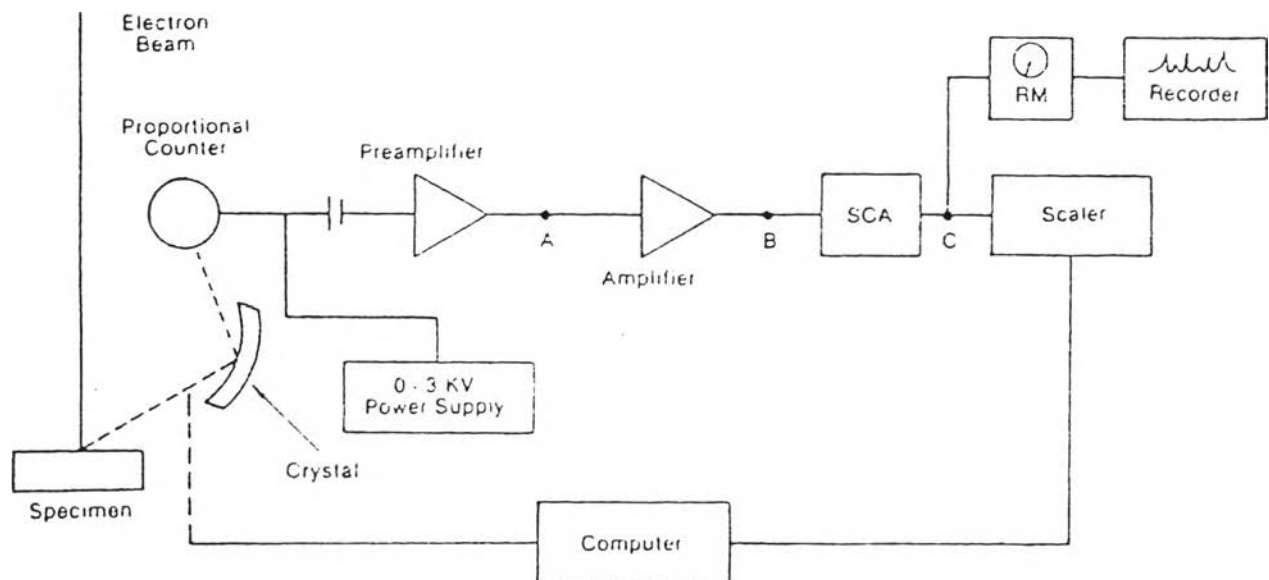 Electron
Beam
Proportional
Counter
Preamplifier
RM
Recorder
A
Amplifier
B
SCA
C
Scaler
0 - 3 KV
Power Supply
Crystal
Specimen
Computer